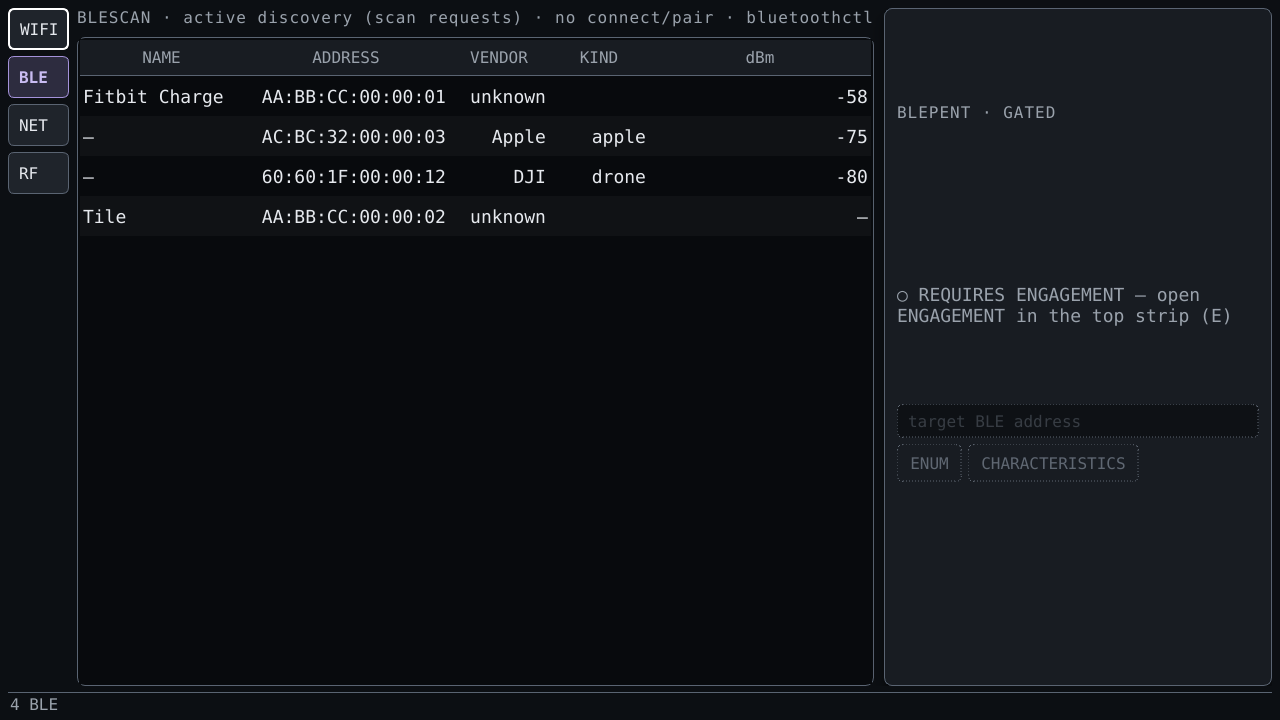 WIFI
BLE
NET
RF
BLESCAN · active discovery (scan requests) · no connect/pair · bluetoothctl
NAME ADDRESS VENDOR KIND dBm
Fitbit Charge AA:BB:CC:00:00:01 unknown -58
— AC:BC:32:00:00:03 Apple apple -75
— 60:60:1F:00:00:12 DJI drone -80
Tile AA:BB:CC:00:00:02 unknown —
BLEPENT · GATED
○ REQUIRES ENGAGEMENT — open
ENGAGEMENT in the top strip (E)
target BLE address
ENUM CHARACTERISTICS
4 BLE